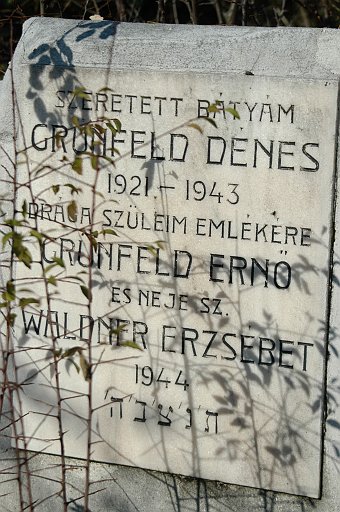 SZERETETT BÁTYÁM
GRÜNFELD DÉNES
1921 – 1943
DRÁGA SZÜLEIM EMLÉKÉRE
GRÜNFELD ERNŐ
ÉS NEJE SZ.
WALDNER ERZSÉBET
1944
ת'נ'צ'ב'ה'